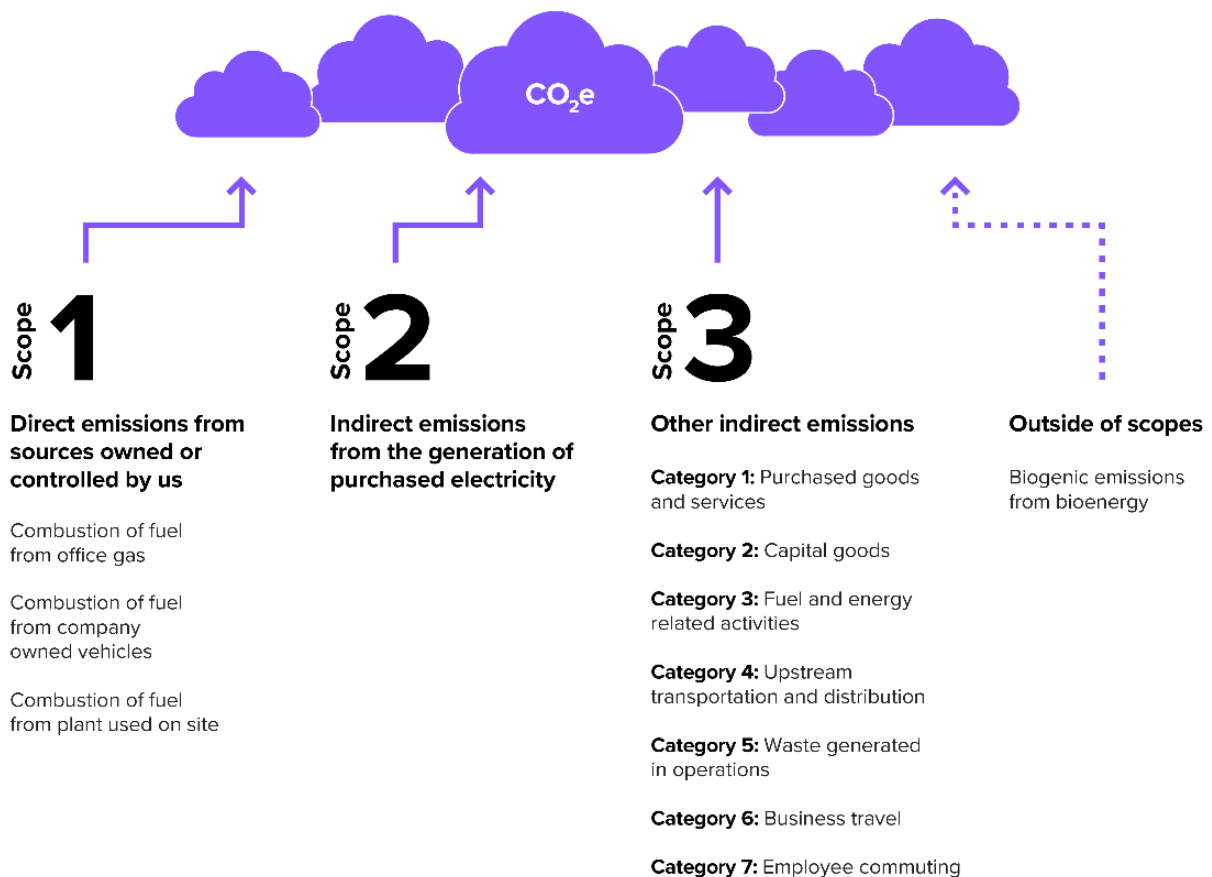 CO₂e
Scope 1
Direct emissions from
sources owned or
controlled by us
Combustion of fuel
from office gas
Combustion of fuel
from company
owned vehicles
Combustion of fuel
from plant used on site
Scope 2
Indirect emissions
from the generation of
purchased electricity
Scope 3
Other indirect emissions
Category 1: Purchased goods
and services
Category 2: Capital goods
Category 3: Fuel and energy
related activities
Category 4: Upstream
transportation and distribution
Category 5: Waste generated
in operations
Category 6: Business travel
Category 7: Employee commuting
Outside of scopes
Biogenic emissions
from bioenergy